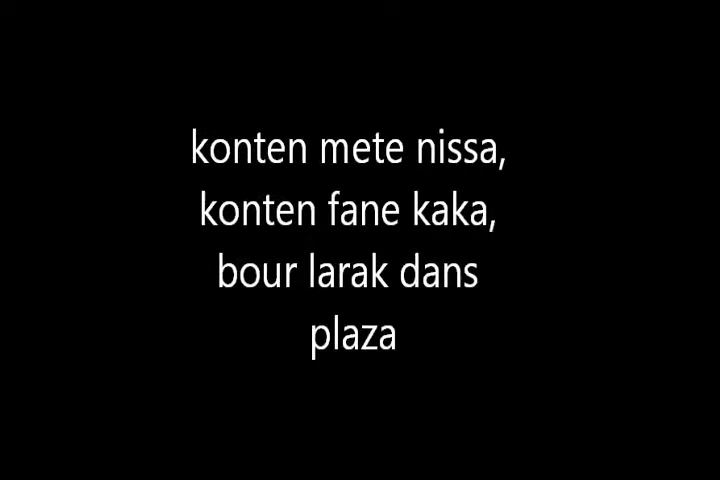 konten mete nissa,
konten fane kaka,
bour larak dans
plaza